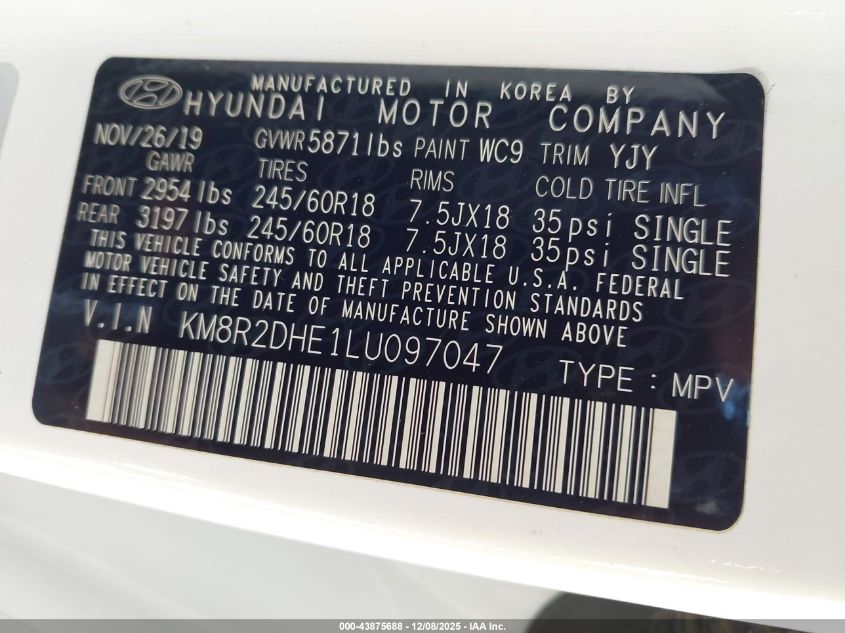 MANUFACTURED IN KOREA BY
HYUNDAI MOTOR COMPANY
NOV/26/19 GVWR 5871lbs PAINT WC9 TRIM YJY
GAWR TIRES RIMS COLD TIRE INFL
FRONT 2954 lbs 245/60R18 7.5JX18 35psi SINGLE
REAR 3197 lbs 245/60R18 7.5JX18 35psi SINGLE
THIS VEHICLE CONFORMS TO ALL APPLICABLE U.S.A. FEDERAL
MOTOR VEHICLE SAFETY AND THEFT PREVENTION STANDARDS
IN EFFECT ON THE DATE OF MANUFACTURE SHOWN ABOVE
V.I.N KM8R2DHE1LU097047 TYPE : MPV
000-43875688 - 12/08/2025 - IAA Inc.